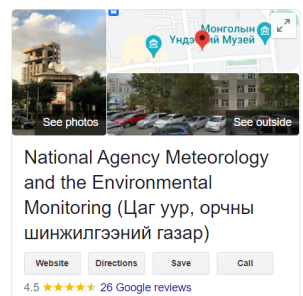 Монголын
Үндэсний Музей
See photos
See outside
National Agency Meteorology
and the Environmental
Monitoring (Цаг уур, орчны
шинжилгээний газар)
Website Directions Save Call
4.5 26 Google reviews